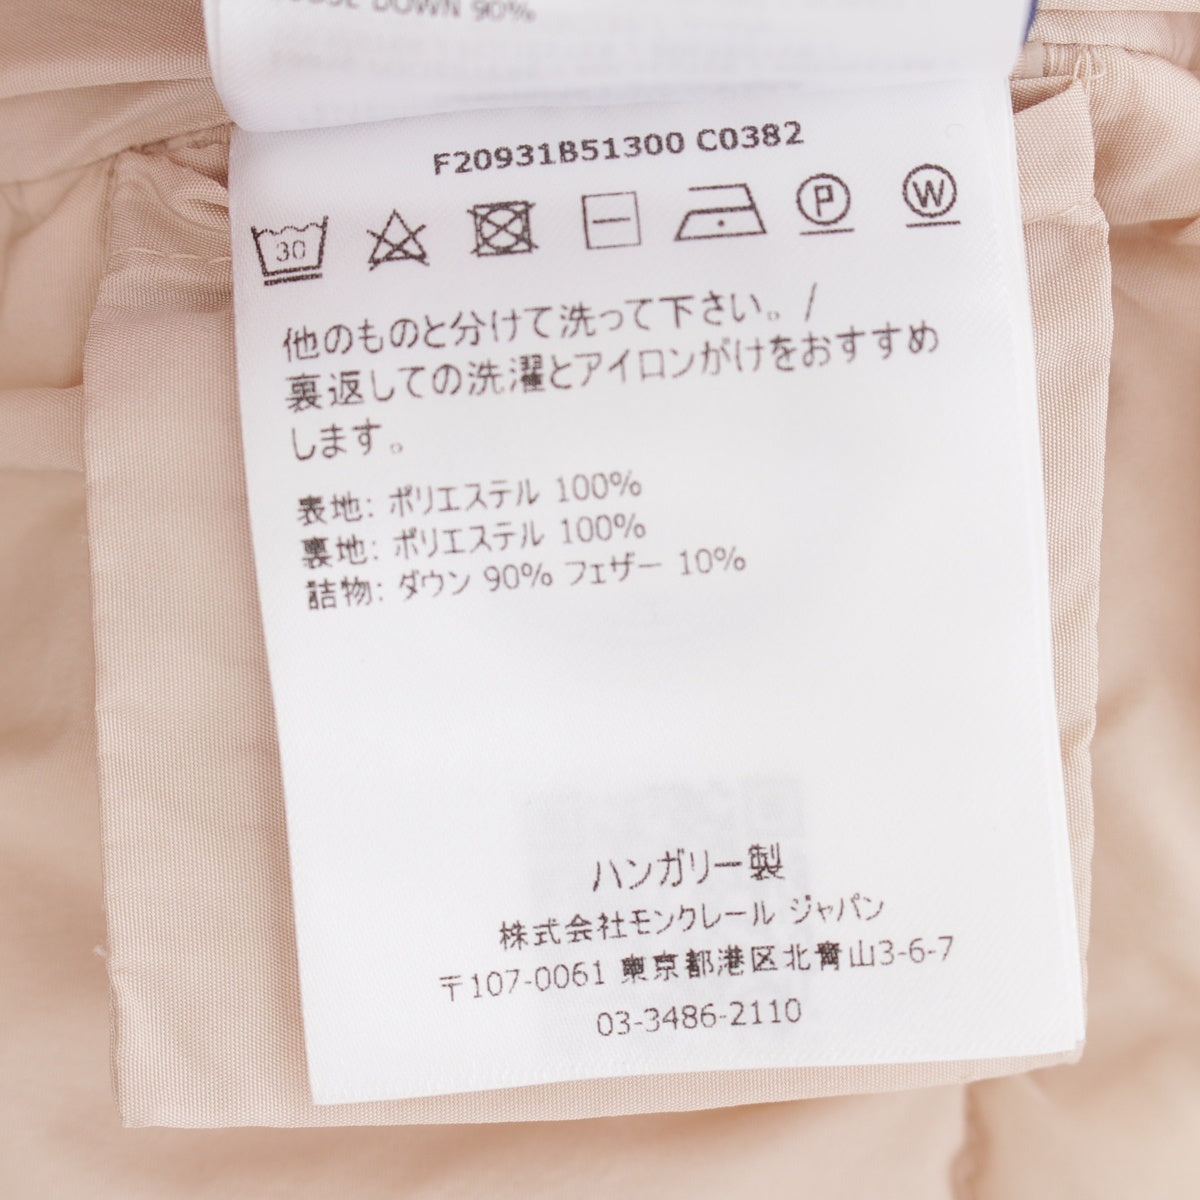 DOWN 90%
F20931B51300 C0382
30 P W
他のものと分けて洗って下さい。/
裏返しての洗濯とアイロンがけをおすすめ
します。
表地: ポリエステル 100%
裏地: ポリエステル 100%
詰物: ダウン 90% フェザー 10%
ハンガリー製
株式会社モンクレール ジャパン
〒107-0061 東京都港区北青山3-6-7
03-3486-2110